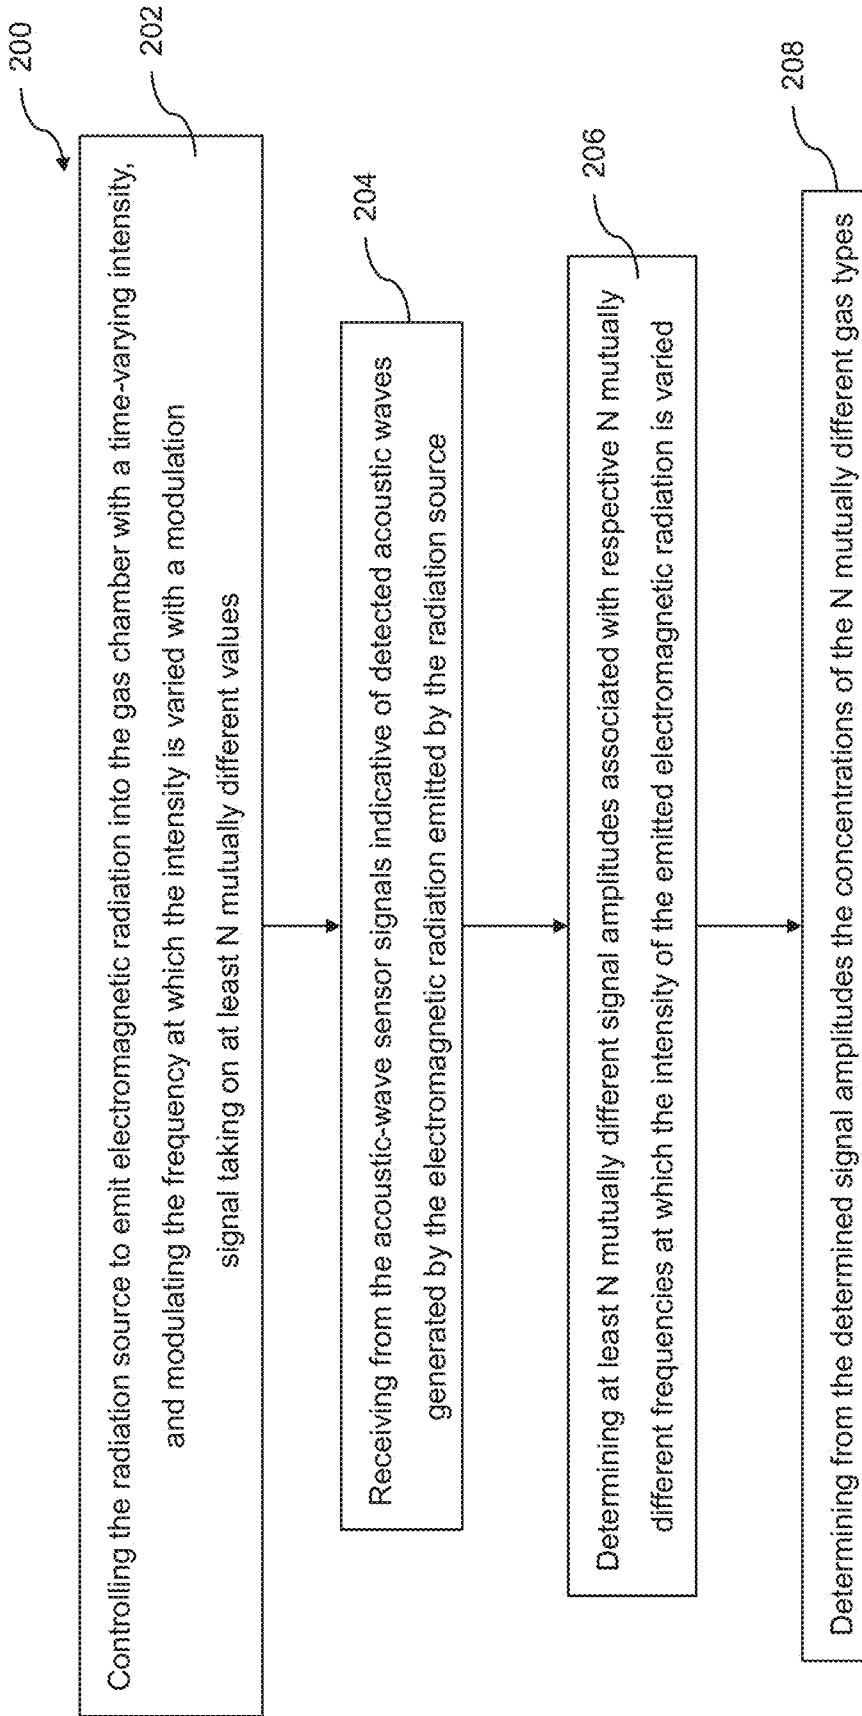 200
202
Controlling the radiation source to emit electromagnetic radiation into the gas chamber with a time-varying intensity,
and modulating the frequency at which the intensity is varied with a modulation
signal taking on at least N mutually different values
204
Receiving from the acoustic-wave sensor signals indicative of detected acoustic waves
generated by the electromagnetic radiation emitted by the radiation source
206
Determining at least N mutually different signal amplitudes associated with respective N mutually
different frequencies at which the intensity of the emitted electromagnetic radiation is varied
208
Determining from the determined signal amplitudes the concentrations of the N mutually different gas types